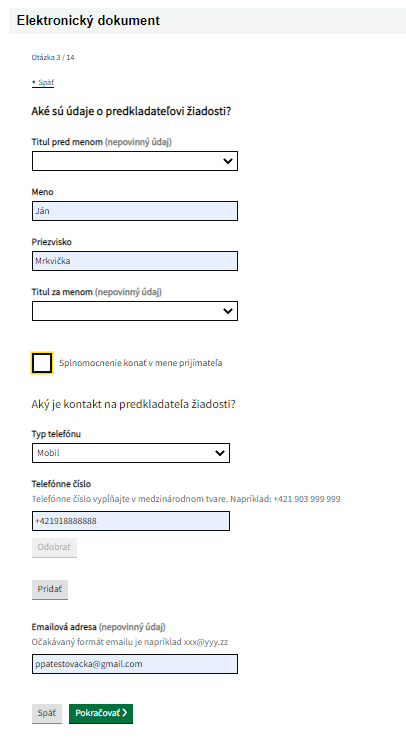 Elektronický dokument
Otázka 3 / 14
Späť
Aké sú údaje o predkladateľovi žiadosti?
Titul pred menom (nepovinný údaj)
Meno
Ján
Priezvisko
Mrkvička
Titul za menom (nepovinný údaj)
Splnomocnenie konať v mene prijímateľa
Aký je kontakt na predkladateľa žiadosti?
Typ telefónu
Mobil
Telefónne číslo
Telefónne číslo vypĺňajte v medzinárodnom tvare. Napríklad: +421 903 999 999
+421918888888
Odobrať
Pridať
Emailová adresa (nepovinný údaj)
Očakávaný formát emailu je napríklad xxx@yyy.zz
ppatestovacka@gmail.com
Späť Pokračovať